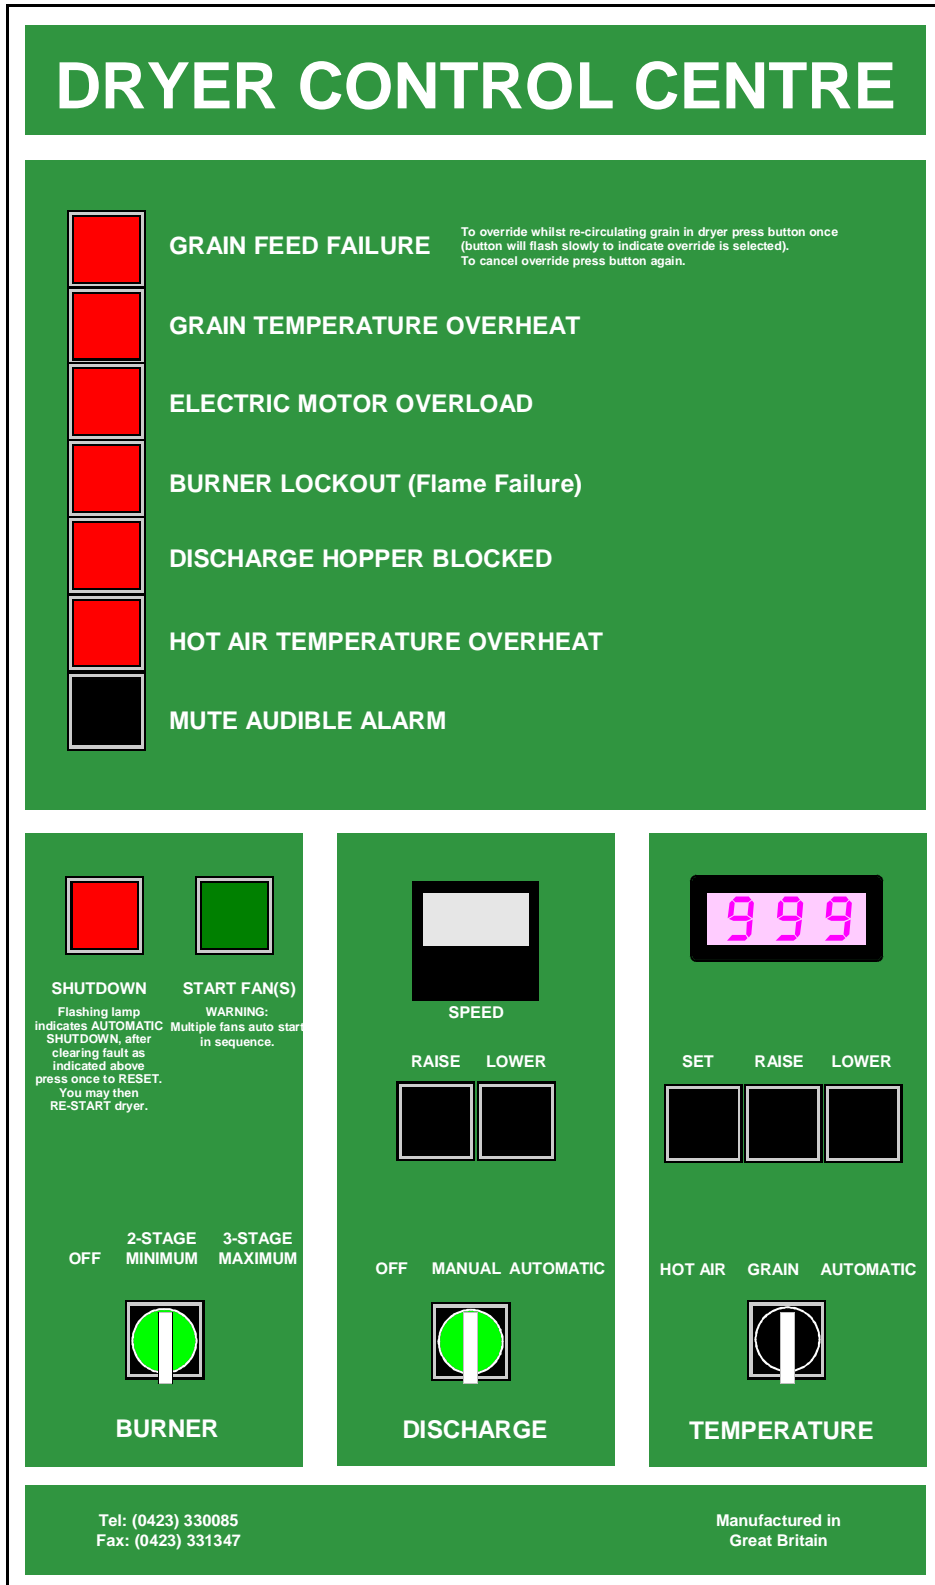 DRYER CONTROL CENTRE
GRAIN FEED FAILURE
To override whilst re-circulating grain in dryer press button once
(button will flash slowly to indicate override is selected).
To cancel override press button again.
GRAIN TEMPERATURE OVERHEAT
ELECTRIC MOTOR OVERLOAD
BURNER LOCKOUT (Flame Failure)
DISCHARGE HOPPER BLOCKED
HOT AIR TEMPERATURE OVERHEAT
MUTE AUDIBLE ALARM
SHUTDOWN
Flashing lamp
indicates AUTOMATIC
SHUTDOWN, after
clearing fault as
indicated above
press once to RESET.
You may then
RE-START dryer.
START FAN(S)
WARNING:
Multiple fans auto start
in sequence.
2-STAGE 3-STAGE
OFF MINIMUM MAXIMUM
BURNER
SPEED
RAISE LOWER
OFF MANUAL AUTOMATIC
DISCHARGE
999
SET RAISE LOWER
HOT AIR GRAIN AUTOMATIC
TEMPERATURE
Tel: (0423) 330085
Fax: (0423) 331347
Manufactured in
Great Britain